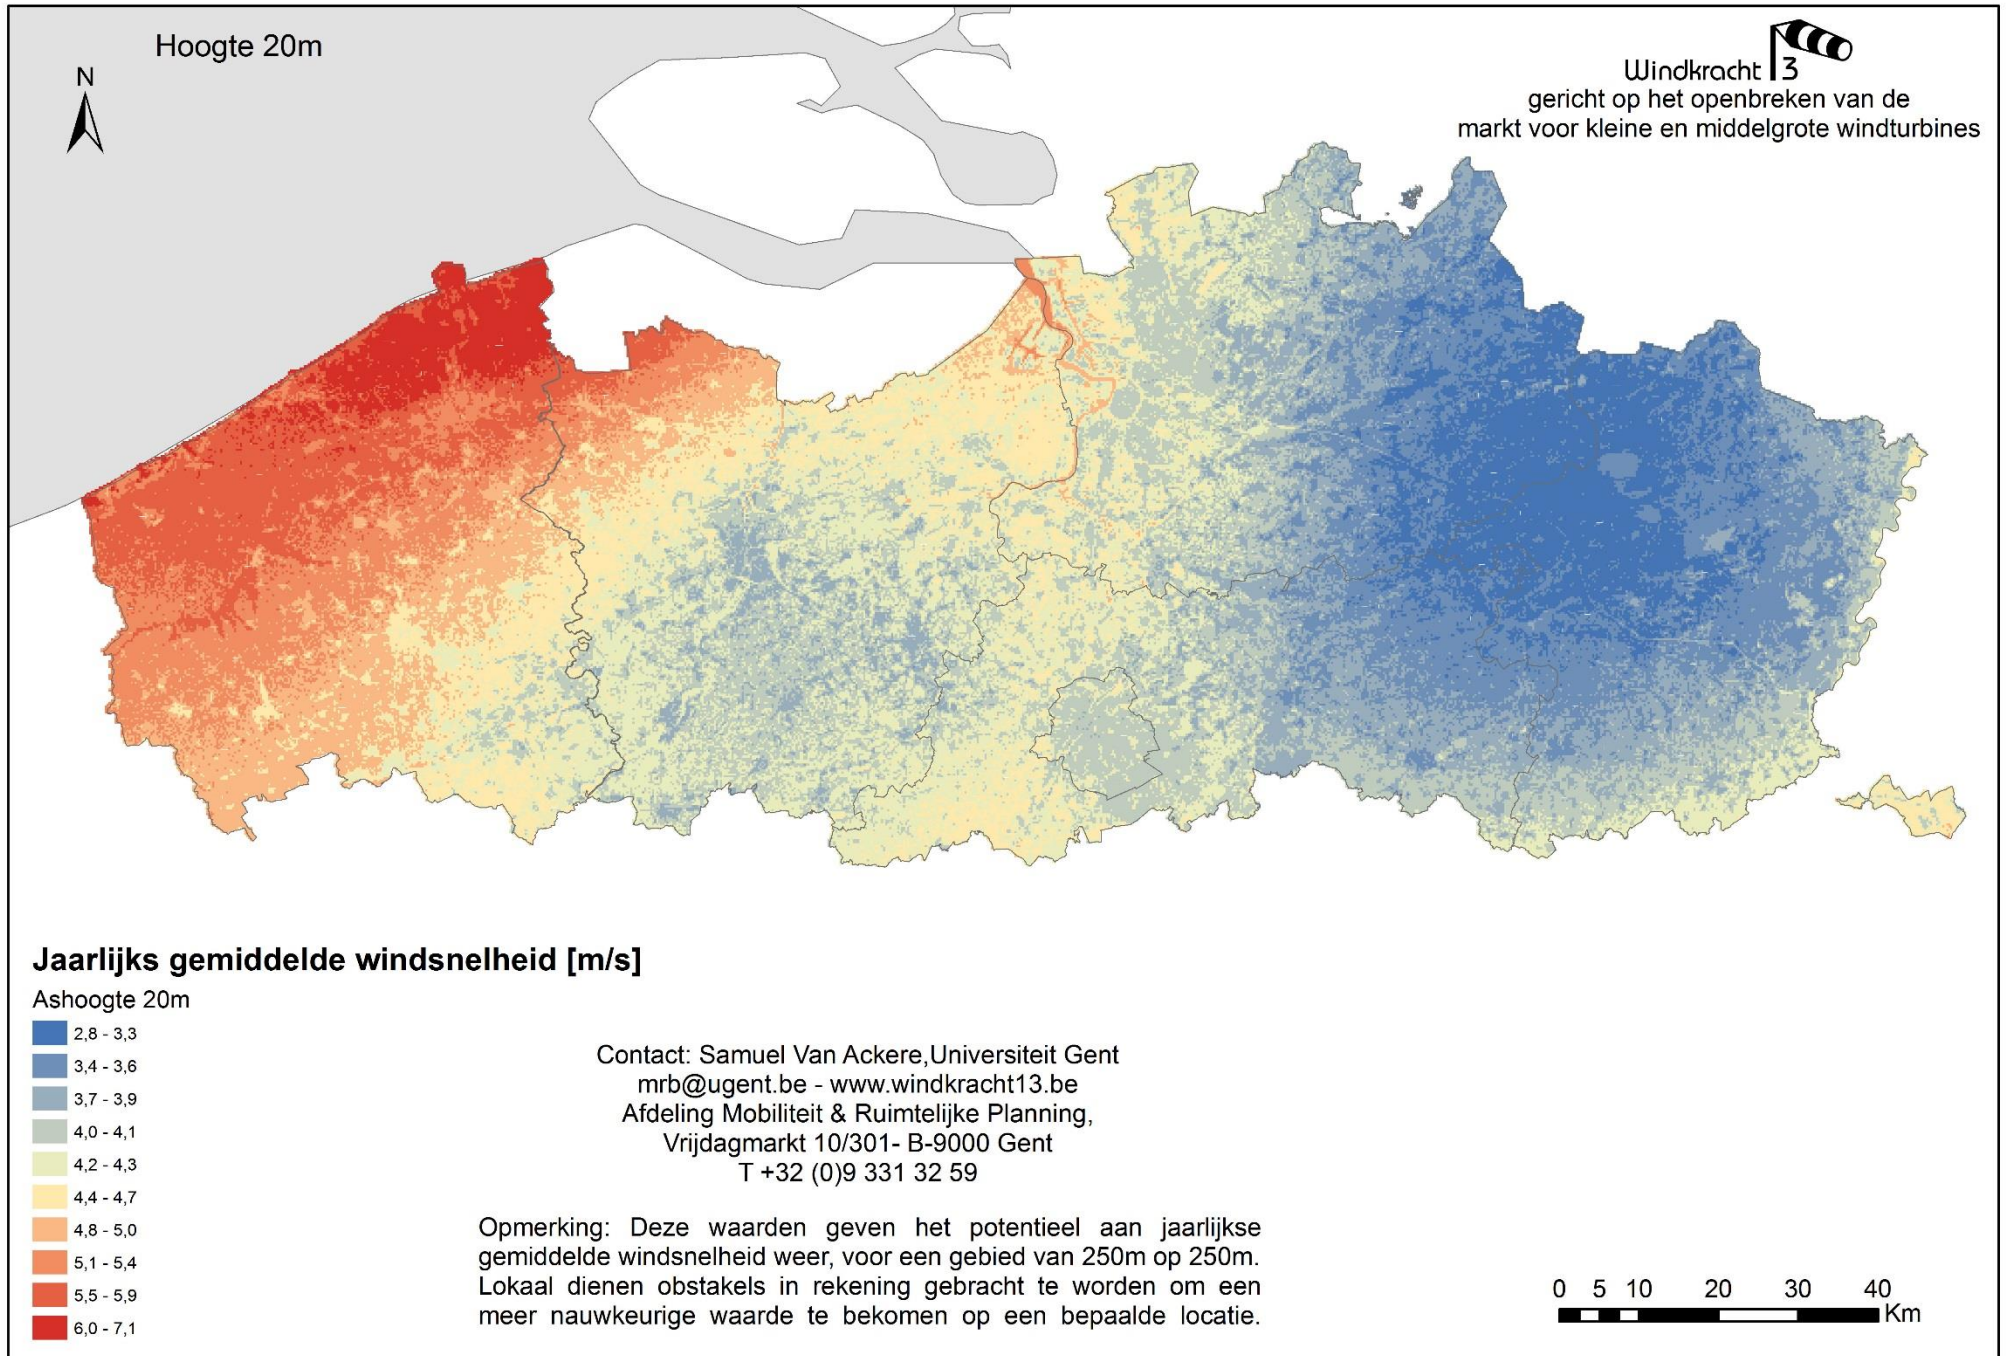 Hoogte 20m
N
Windkracht 13
gericht op het openbreken van de
markt voor kleine en middelgrote windturbines
Jaarlijks gemiddelde windsnelheid [m/s]
Ashoogte 20m
2,8 - 3,3
3,4 - 3,6
3,7 - 3,9
4,0 - 4,1
4,2 - 4,3
4,4 - 4,7
4,8 - 5,0
5,1 - 5,4
5,5 - 5,9
6,0 - 7,1
Contact: Samuel Van Ackere,Universiteit Gent
mrb@ugent.be - www.windkracht13.be
Afdeling Mobiliteit & Ruimtelijke Planning,
Vrijdagmarkt 10/301- B-9000 Gent
T +32 (0)9 331 32 59
Opmerking: Deze waarden geven het potentieel aan jaarlijkse
gemiddelde windsnelheid weer, voor een gebied van 250m op 250m.
Lokaal dienen obstakels in rekening gebracht te worden om een
meer nauwkeurige waarde te bekomen op een bepaalde locatie.
0 5 10 20 30 40
Km